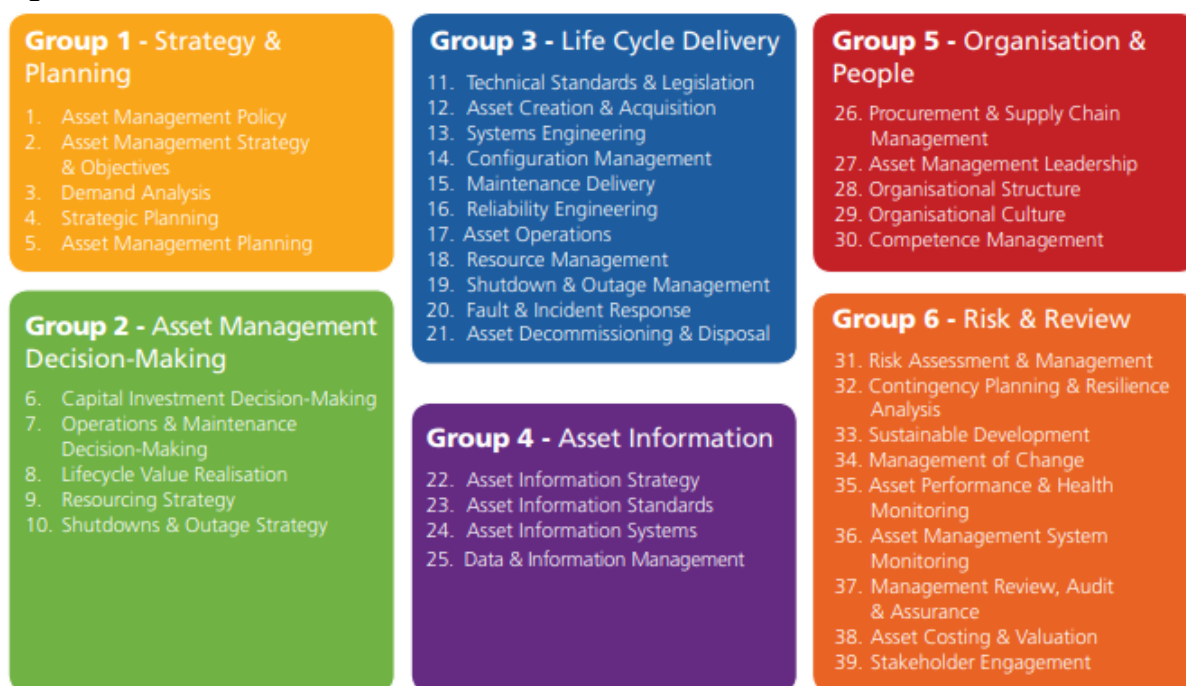 Group 1 - Strategy &
Planning
1. Asset Management Policy
2. Asset Management Strategy
& Objectives
3. Demand Analysis
4. Strategic Planning
5. Asset Management Planning
Group 2 - Asset Management
Decision-Making
6. Capital Investment Decision-Making
7. Operations & Maintenance
Decision-Making
8. Lifecycle Value Realisation
9. Resourcing Strategy
10. Shutdowns & Outage Strategy
Group 3 - Life Cycle Delivery
11. Technical Standards & Legislation
12. Asset Creation & Acquisition
13. Systems Engineering
14. Configuration Management
15. Maintenance Delivery
16. Reliability Engineering
17. Asset Operations
18. Resource Management
19. Shutdown & Outage Management
20. Fault & Incident Response
21. Asset Decommissioning & Disposal
Group 4 - Asset Information
22. Asset Information Strategy
23. Asset Information Standards
24. Asset Information Systems
25. Data & Information Management
Group 5 - Organisation &
People
26. Procurement & Supply Chain
Management
27. Asset Management Leadership
28. Organisational Structure
29. Organisational Culture
30. Competence Management
Group 6 - Risk & Review
31. Risk Assessment & Management
32. Contingency Planning & Resilience
Analysis
33. Sustainable Development
34. Management of Change
35. Asset Performance & Health
Monitoring
36. Asset Management System
Monitoring
37. Management Review, Audit
& Assurance
38. Asset Costing & Valuation
39. Stakeholder Engagement